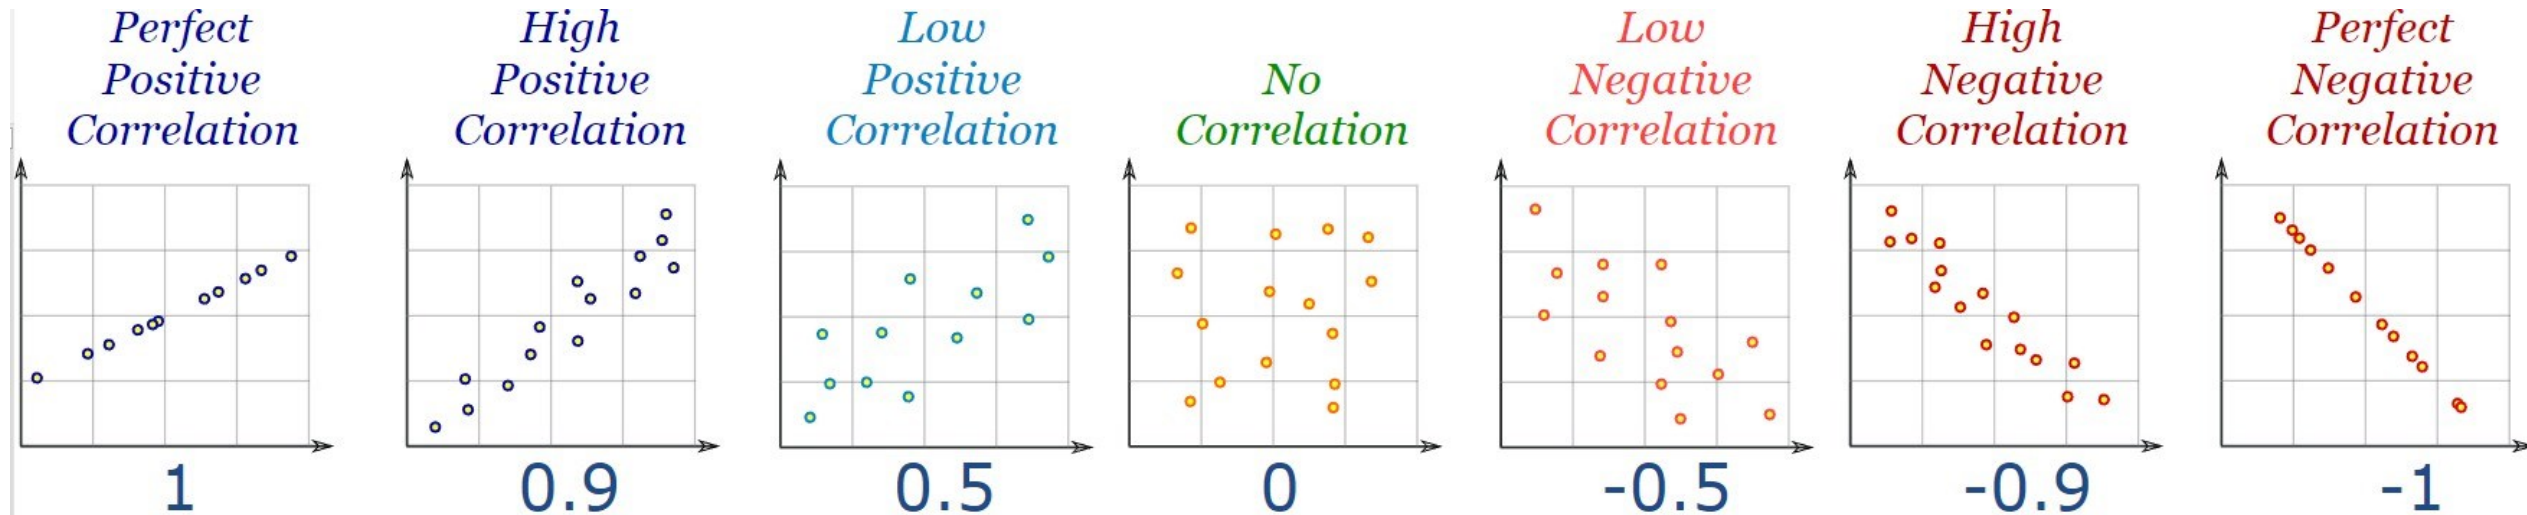 Perfect
Positive
Correlation
1
High
Positive
Correlation
0.9
Low
Positive
Correlation
0.5
No
Correlation
0
Low
Negative
Correlation
-0.5
High
Negative
Correlation
-0.9
Perfect
Negative
Correlation
-1